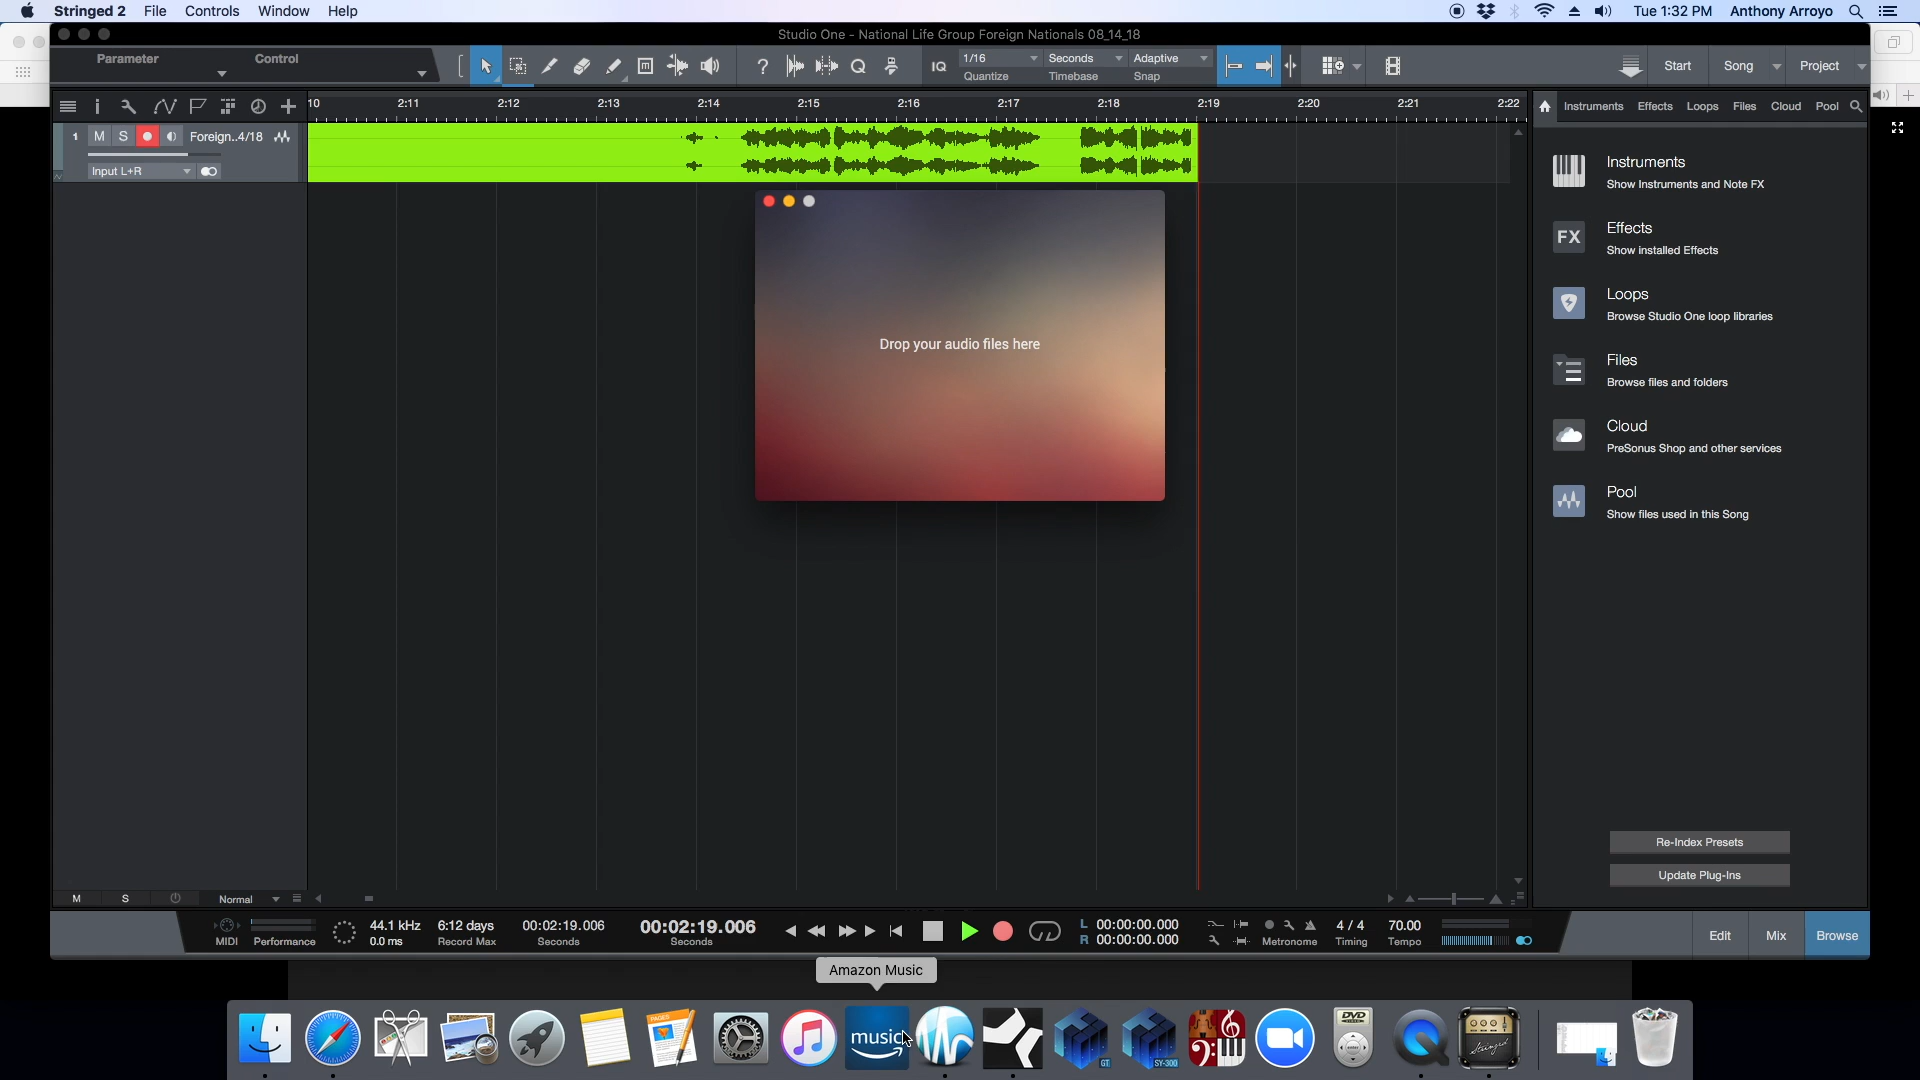 Stringed 2 File Controls Window Help Tue 1:32 PM Anthony Arroyo
Studio One - National Life Group Foreign Nationals 08_14_18
Parameter Control
1/16 Seconds Adaptive
IQ Quantize Timebase Snap
Start Song Project
10 2:11 2:12 2:13 2:14 2:15 2:16 2:17 2:18 2:19 2:20 2:21 2:22
Instruments Effects Loops Files Cloud Pool
1 M S Foreign..4/18
Input L+R
Instruments
Show Instruments and Note FX
FX
Effects
Show installed Effects
Loops
Browse Studio One loop libraries
Files
Browse files and folders
Cloud
PreSonus Shop and other services
Pool
Show files used in this Song
Drop your audio files here
Re-Index Presets
Update Plug-Ins
M S Normal
44.1 kHz 6:12 days 00:02:19.006 00:02:19.006 L 00:00:00.000 4 / 4 70.00
MIDI Performance 0.0 ms Record Max Seconds Seconds R 00:00:00.000 Metronome Timing Tempo
Edit Mix Browse
Amazon Music
music
PAGES
DVD
GT
SY-300
Stringed